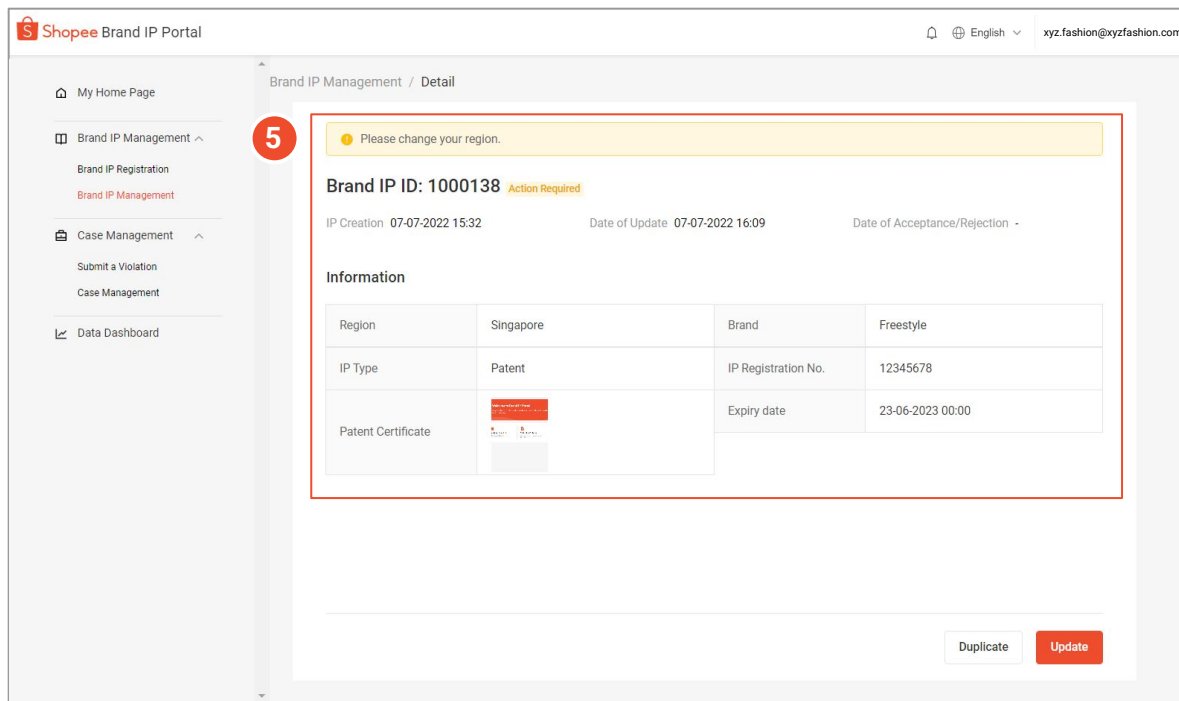 Shopee Brand IP Portal
English
xyz.fashion@xyzfashion.com
My Home Page
Brand IP Management
Brand IP Registration
Brand IP Management
Case Management
Submit a Violation
Case Management
Data Dashboard
Brand IP Management / Detail
5
Please change your region.
Brand IP ID: 1000138 Action Required
IP Creation 07-07-2022 15:32 Date of Update 07-07-2022 16:09 Date of Acceptance/Rejection -
Information
Region Singapore Brand Freestyle
IP Type Patent IP Registration No. 12345678
Patent Certificate Expiry date 23-06-2023 00:00
Duplicate Update